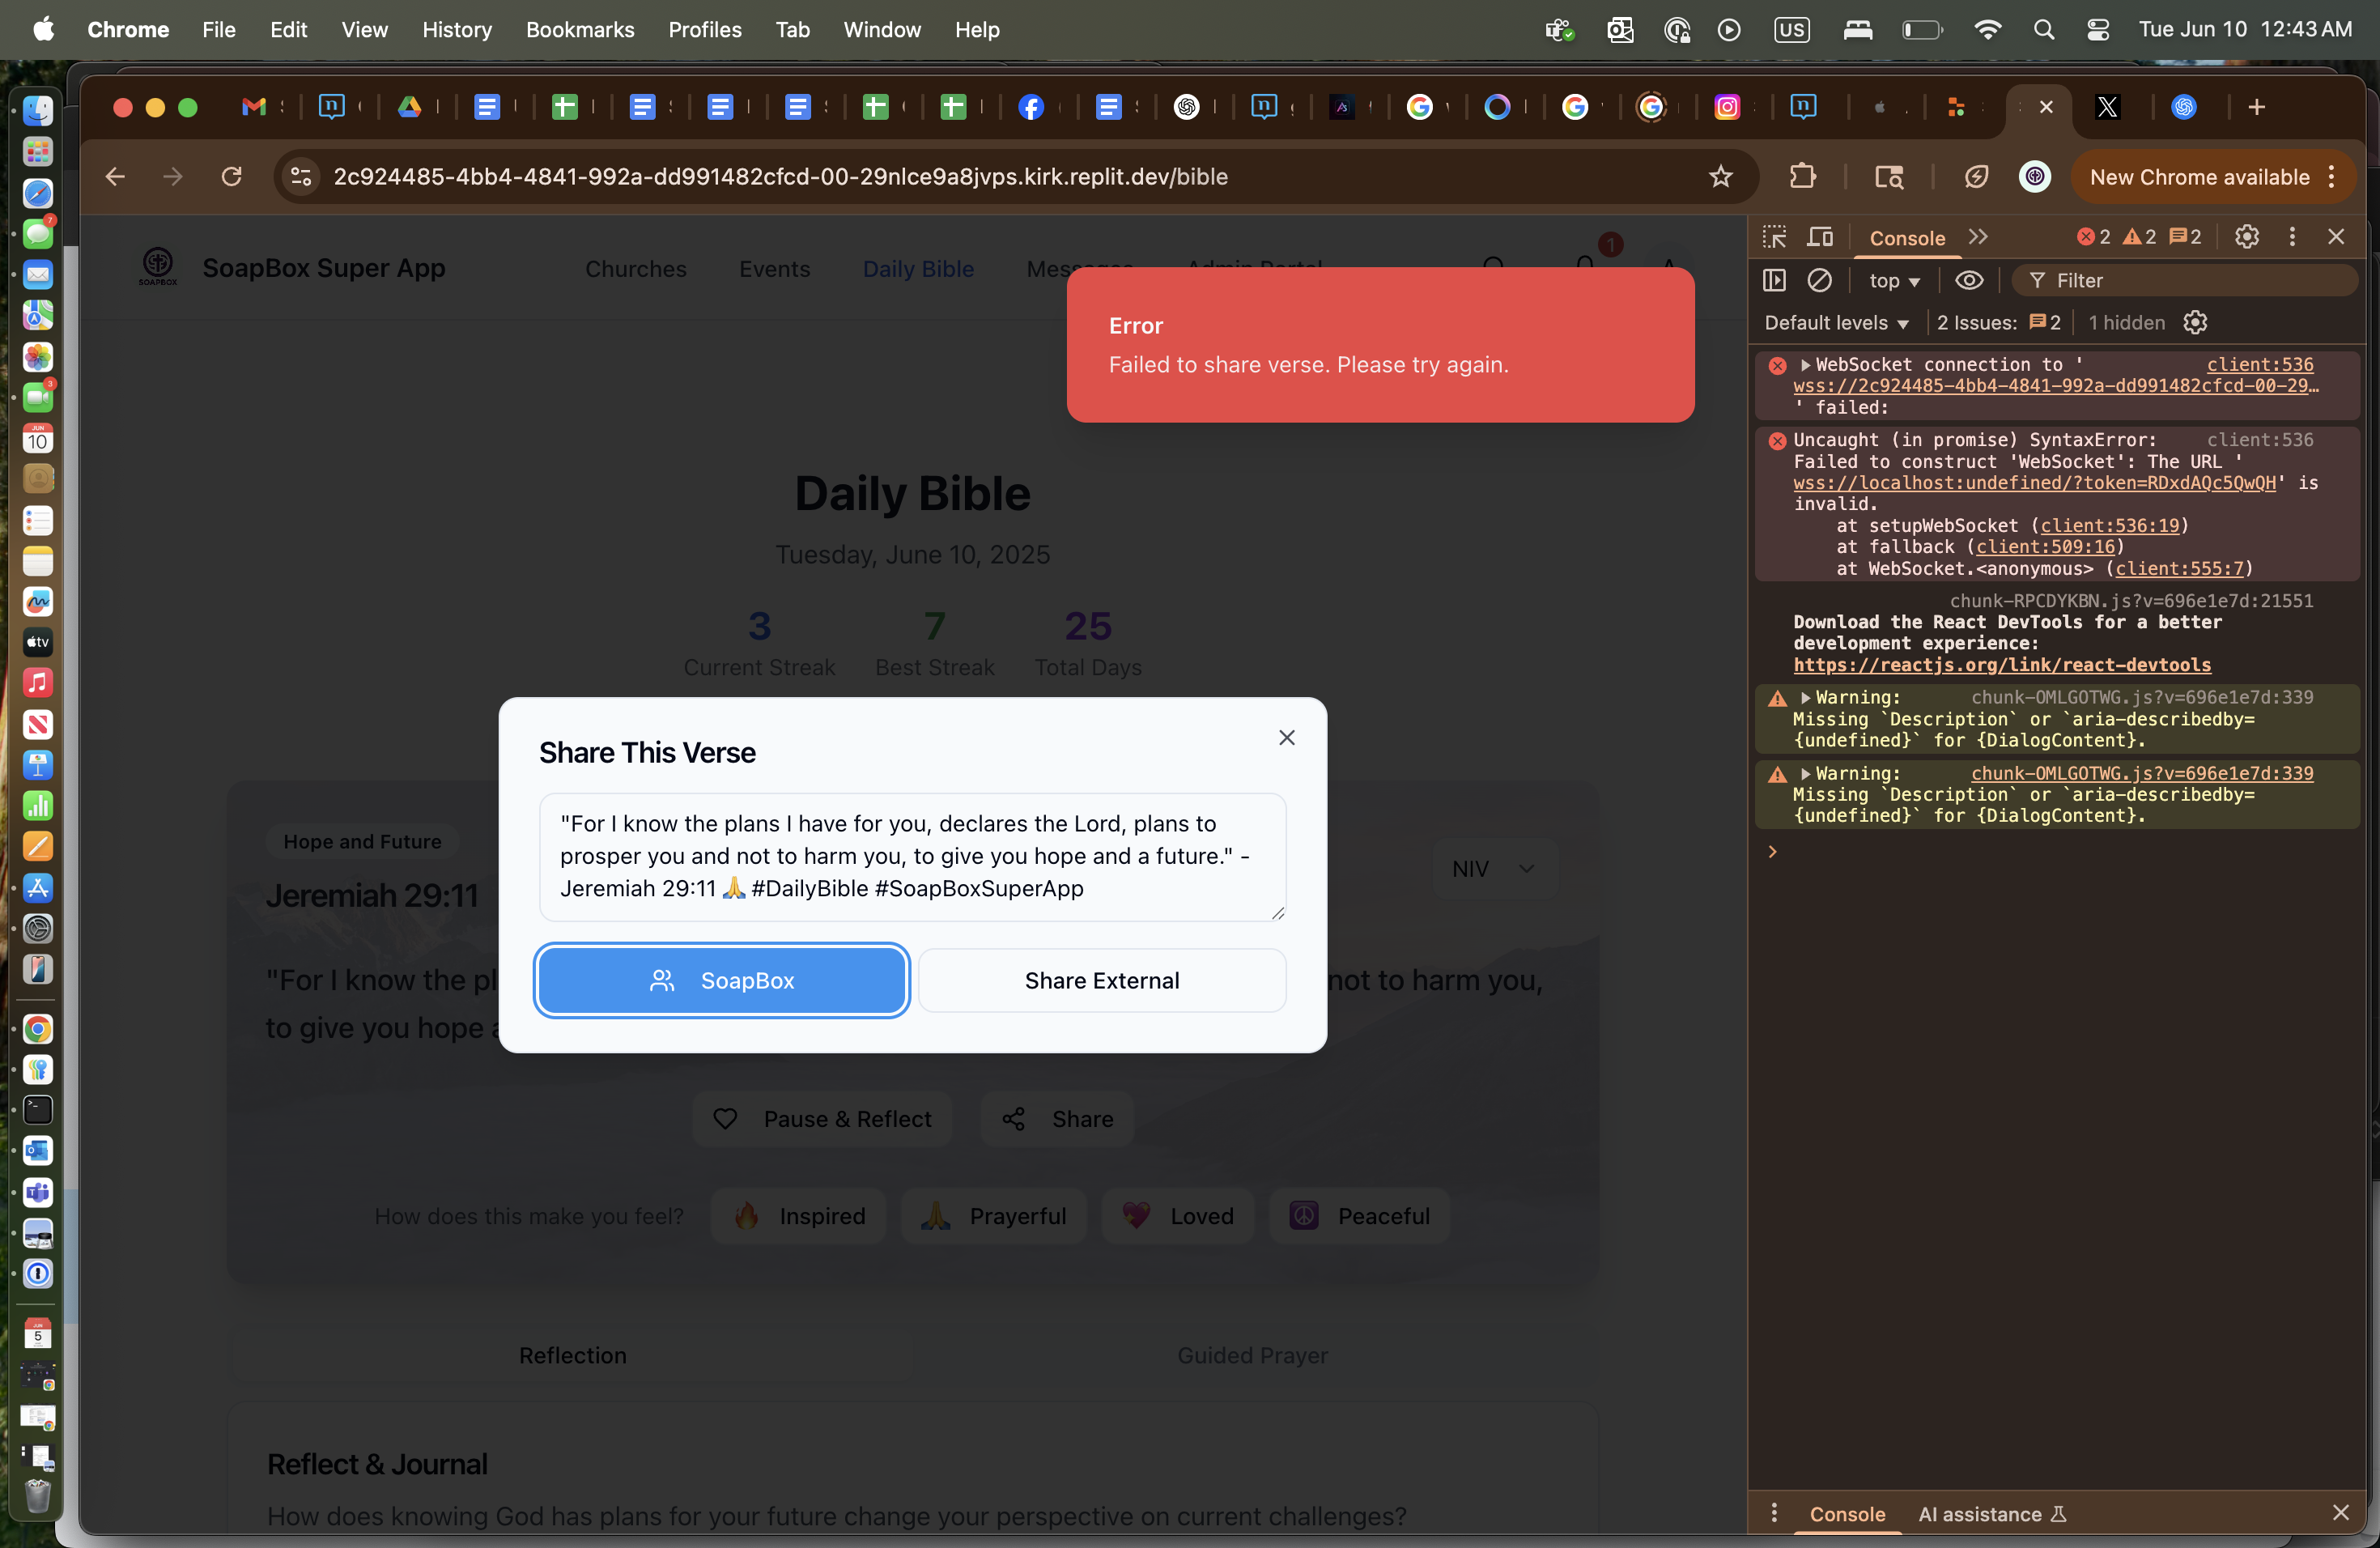 Chrome File Edit View History Bookmarks Profiles Tab Window Help US Tue Jun 10 12:43 AM
2c924485-4bb4-4841-992a-dd991482cfcd-00-29nlce9a8jvps.kirk.replit.dev/bible
New Chrome available
SOAPBOX
SoapBox Super App
Churches
Events
Daily Bible
Messages
Admin Portal
1
Error
Failed to share verse. Please try again.
Daily Bible
Tuesday, June 10, 2025
3 7 25
Current Streak Best Streak Total Days
Share This Verse
"For I know the plans I have for you, declares the Lord, plans to
prosper you and not to harm you, to give you hope and a future." -
Jeremiah 29:11 🙏 #DailyBible #SoapBoxSuperApp
SoapBox
Share External
Hope and Future
Jeremiah 29:11
NIV
"For I know the pl
not to harm you,
to give you hope a
Pause & Reflect
Share
How does this make you feel?
🔥 Inspired
🙏 Prayerful
💖 Loved
☮ Peaceful
Reflection
Guided Prayer
Reflect & Journal
How does knowing God has plans for your future change your perspective on current challenges?
Console
2 2 2
top
Filter
Default levels
2 Issues: 2
1 hidden
WebSocket connection to ' client:536
wss://2c924485-4bb4-4841-992a-dd991482cfcd-00-29…
' failed:
Uncaught (in promise) SyntaxError: client:536
Failed to construct 'WebSocket': The URL '
wss://localhost:undefined/?token=RDxdAQc5QwQH' is
invalid.
at setupWebSocket (client:536:19)
at fallback (client:509:16)
at WebSocket.<anonymous> (client:555:7)
chunk-RPCDYKBN.js?v=696e1e7d:21551
Download the React DevTools for a better
development experience:
https://reactjs.org/link/react-devtools
Warning: chunk-OMLGOTWG.js?v=696e1e7d:339
Missing `Description` or `aria-describedby=
{undefined}` for {DialogContent}.
Warning: chunk-OMLGOTWG.js?v=696e1e7d:339
Missing `Description` or `aria-describedby=
{undefined}` for {DialogContent}.
Console
AI assistance
7
3
JUN
10
tv
JUN
5